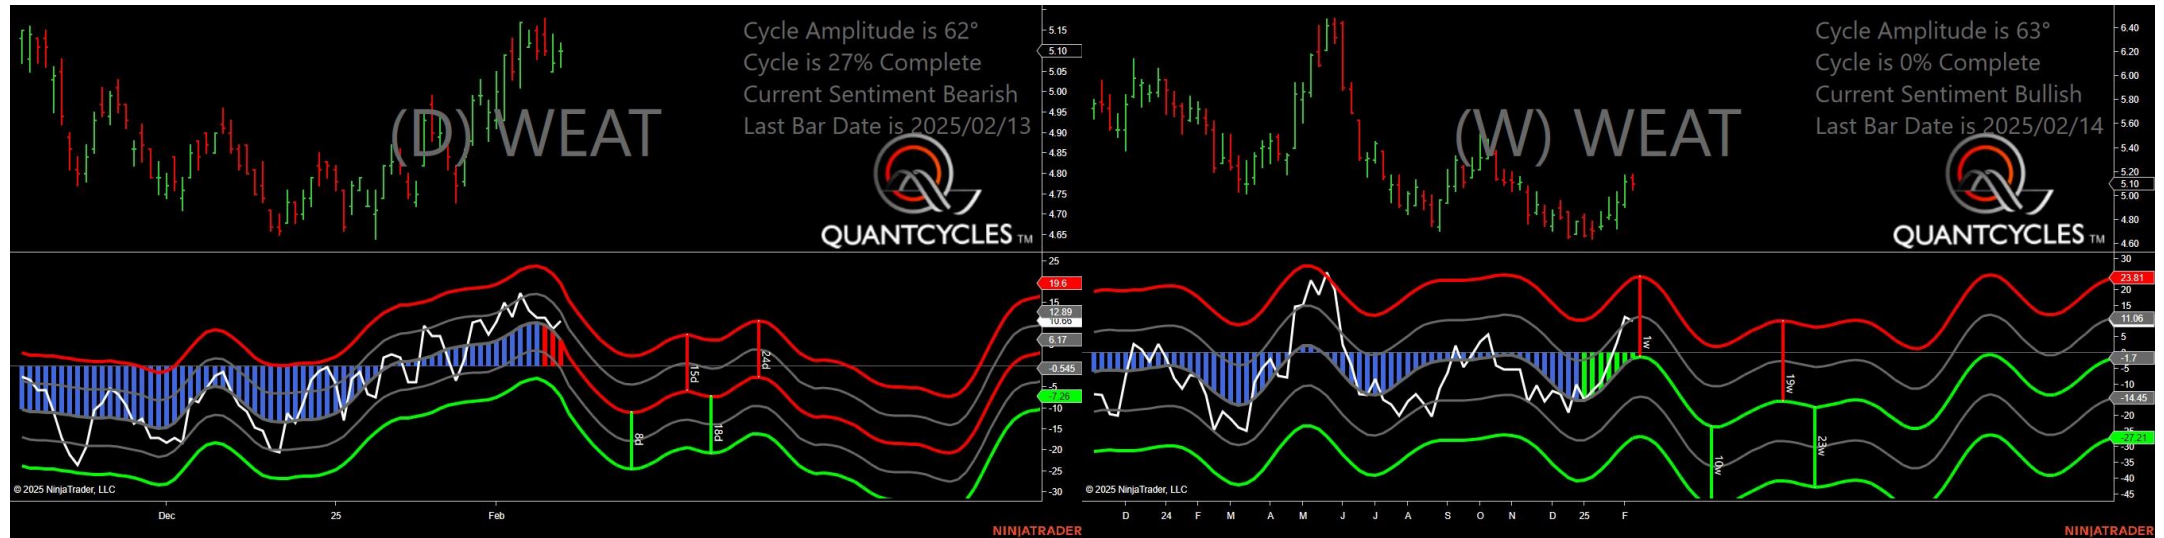 Cycle Amplitude is 62°
Cycle is 27% Complete
Current Sentiment Bearish
Last Bar Date is 2025/02/13
(D) WEAT
QUANTCYCLES TM
5.15
5.10
5.05
5.00
4.95
4.90
4.85
4.80
4.75
4.70
4.65
25
19.6
15
12.89
10.66
6.17
-0.545
-5
-7.26
-10
-15
-20
-25
-30
8d
15d
18d
24d
© 2025 NinjaTrader, LLC
Dec
25
Feb
NINJATRADER
Cycle Amplitude is 63°
Cycle is 0% Complete
Current Sentiment Bullish
Last Bar Date is 2025/02/14
(W) WEAT
QUANTCYCLES TM
6.40
6.20
6.00
5.80
5.60
5.40
5.20
5.10
5.00
4.80
4.60
30
23.81
20
15
11.06
5
-1.7
-5
-10
-14.45
-20
-27.21
-30
-35
-40
-45
1w
10w
19w
23w
© 2025 NinjaTrader, LLC
D 24 F M A M J J A S O N D 25 F
NINJATRADER